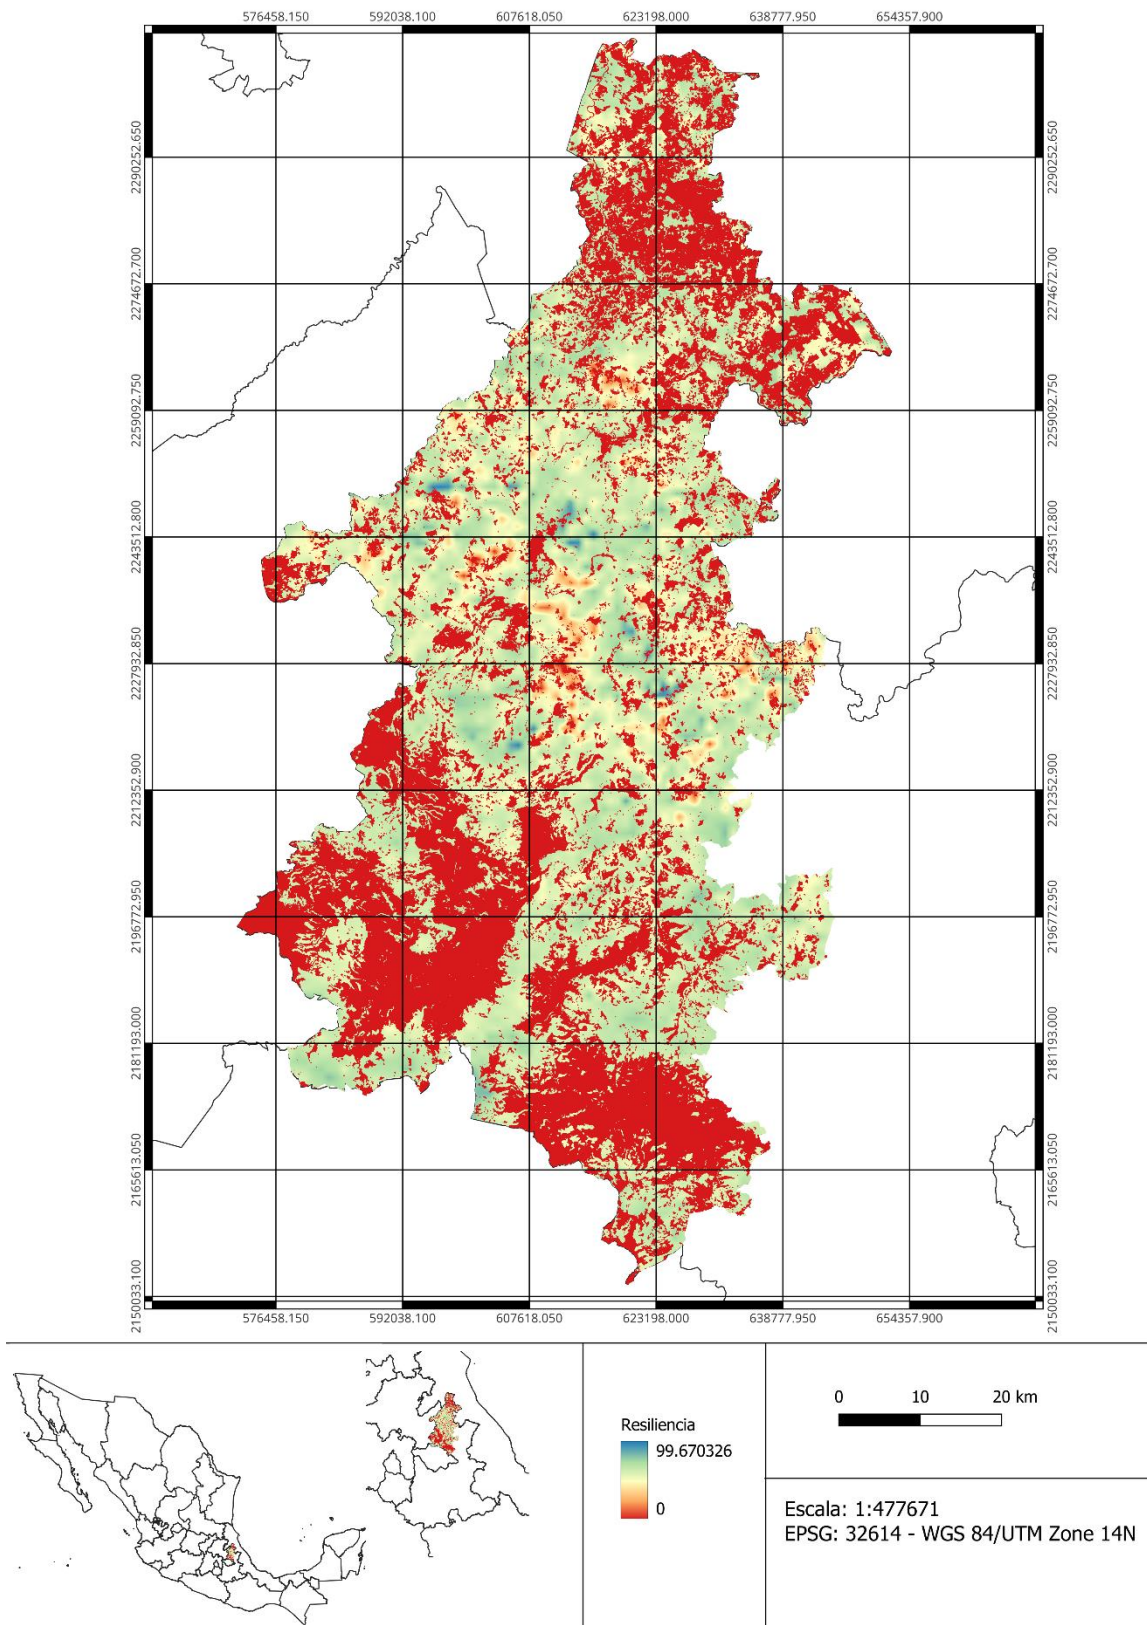 576458.150 592038.100 607618.050 623198.000 638777.950 654357.900
2290252.650 2290252.650
2274672.700 2274672.700
2259092.750 2259092.750
2243512.800 2243512.800
2227932.850 2227932.850
2212352.900 2212352.900
2196772.950 2196772.950
2181193.000 2181193.000
2165613.050 2165613.050
2150033.100 2150033.100
576458.150 592038.100 607618.050 623198.000 638777.950 654357.900
Resiliencia
99.670326
0
0 10 20 km
Escala: 1:477671
EPSG: 32614 - WGS 84/UTM Zone 14N